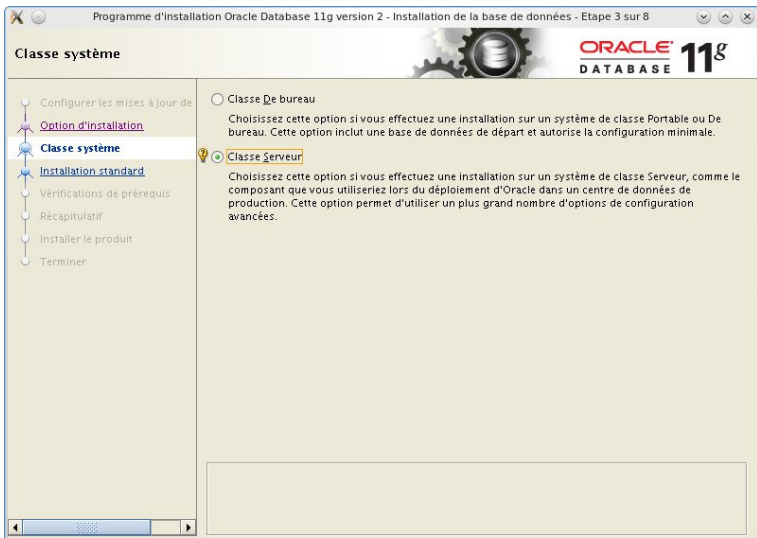 Programme d'installation Oracle Database 11g version 2 - Installation de la base de données - Etape 3 sur 8
Classe système
ORACLE
DATABASE
11g
Configurer les mises à jour de
Option d'installation
Classe système
Installation standard
Vérifications de prérequis
Récapitulatif
Installer le produit
Terminer
Classe De bureau
Choisissez cette option si vous effectuez une installation sur un système de classe Portable ou De
bureau. Cette option inclut une base de données de départ et autorise la configuration minimale.
Classe Serveur
Choisissez cette option si vous effectuez une installation sur un système de classe Serveur, comme le
composant que vous utiliseriez lors du déploiement d'Oracle dans un centre de données de
production. Cette option permet d'utiliser un plus grand nombre d'options de configuration
avancées.